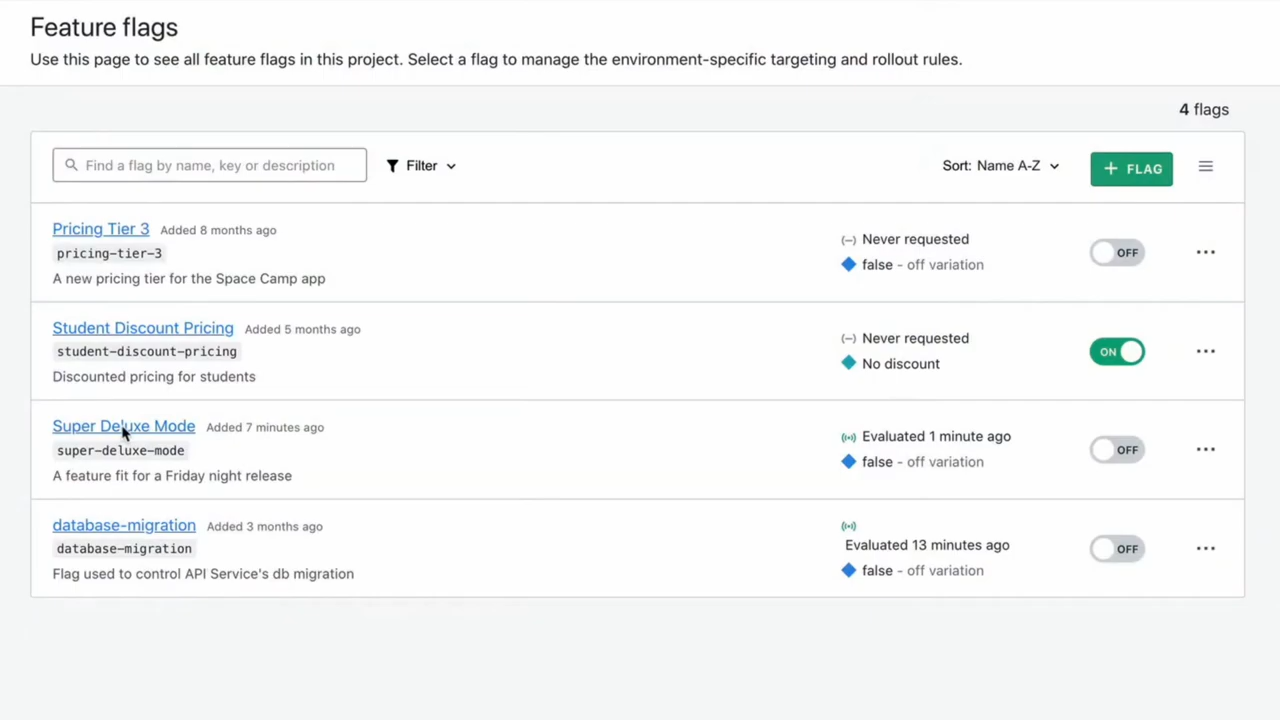 Feature flags
Use this page to see all feature flags in this project. Select a flag to manage the environment-specific targeting and rollout rules.
4 flags
Find a flag by name, key or description
Filter
Sort: Name A-Z
+ FLAG
Pricing Tier 3 Added 8 months ago
pricing-tier-3
A new pricing tier for the Space Camp app
Never requested
false - off variation
OFF
Student Discount Pricing Added 5 months ago
student-discount-pricing
Discounted pricing for students
Never requested
No discount
ON
Super Deluxe Mode Added 7 minutes ago
super-deluxe-mode
A feature fit for a Friday night release
Evaluated 1 minute ago
false - off variation
OFF
database-migration Added 3 months ago
database-migration
Flag used to control API Service's db migration
Evaluated 13 minutes ago
false - off variation
OFF